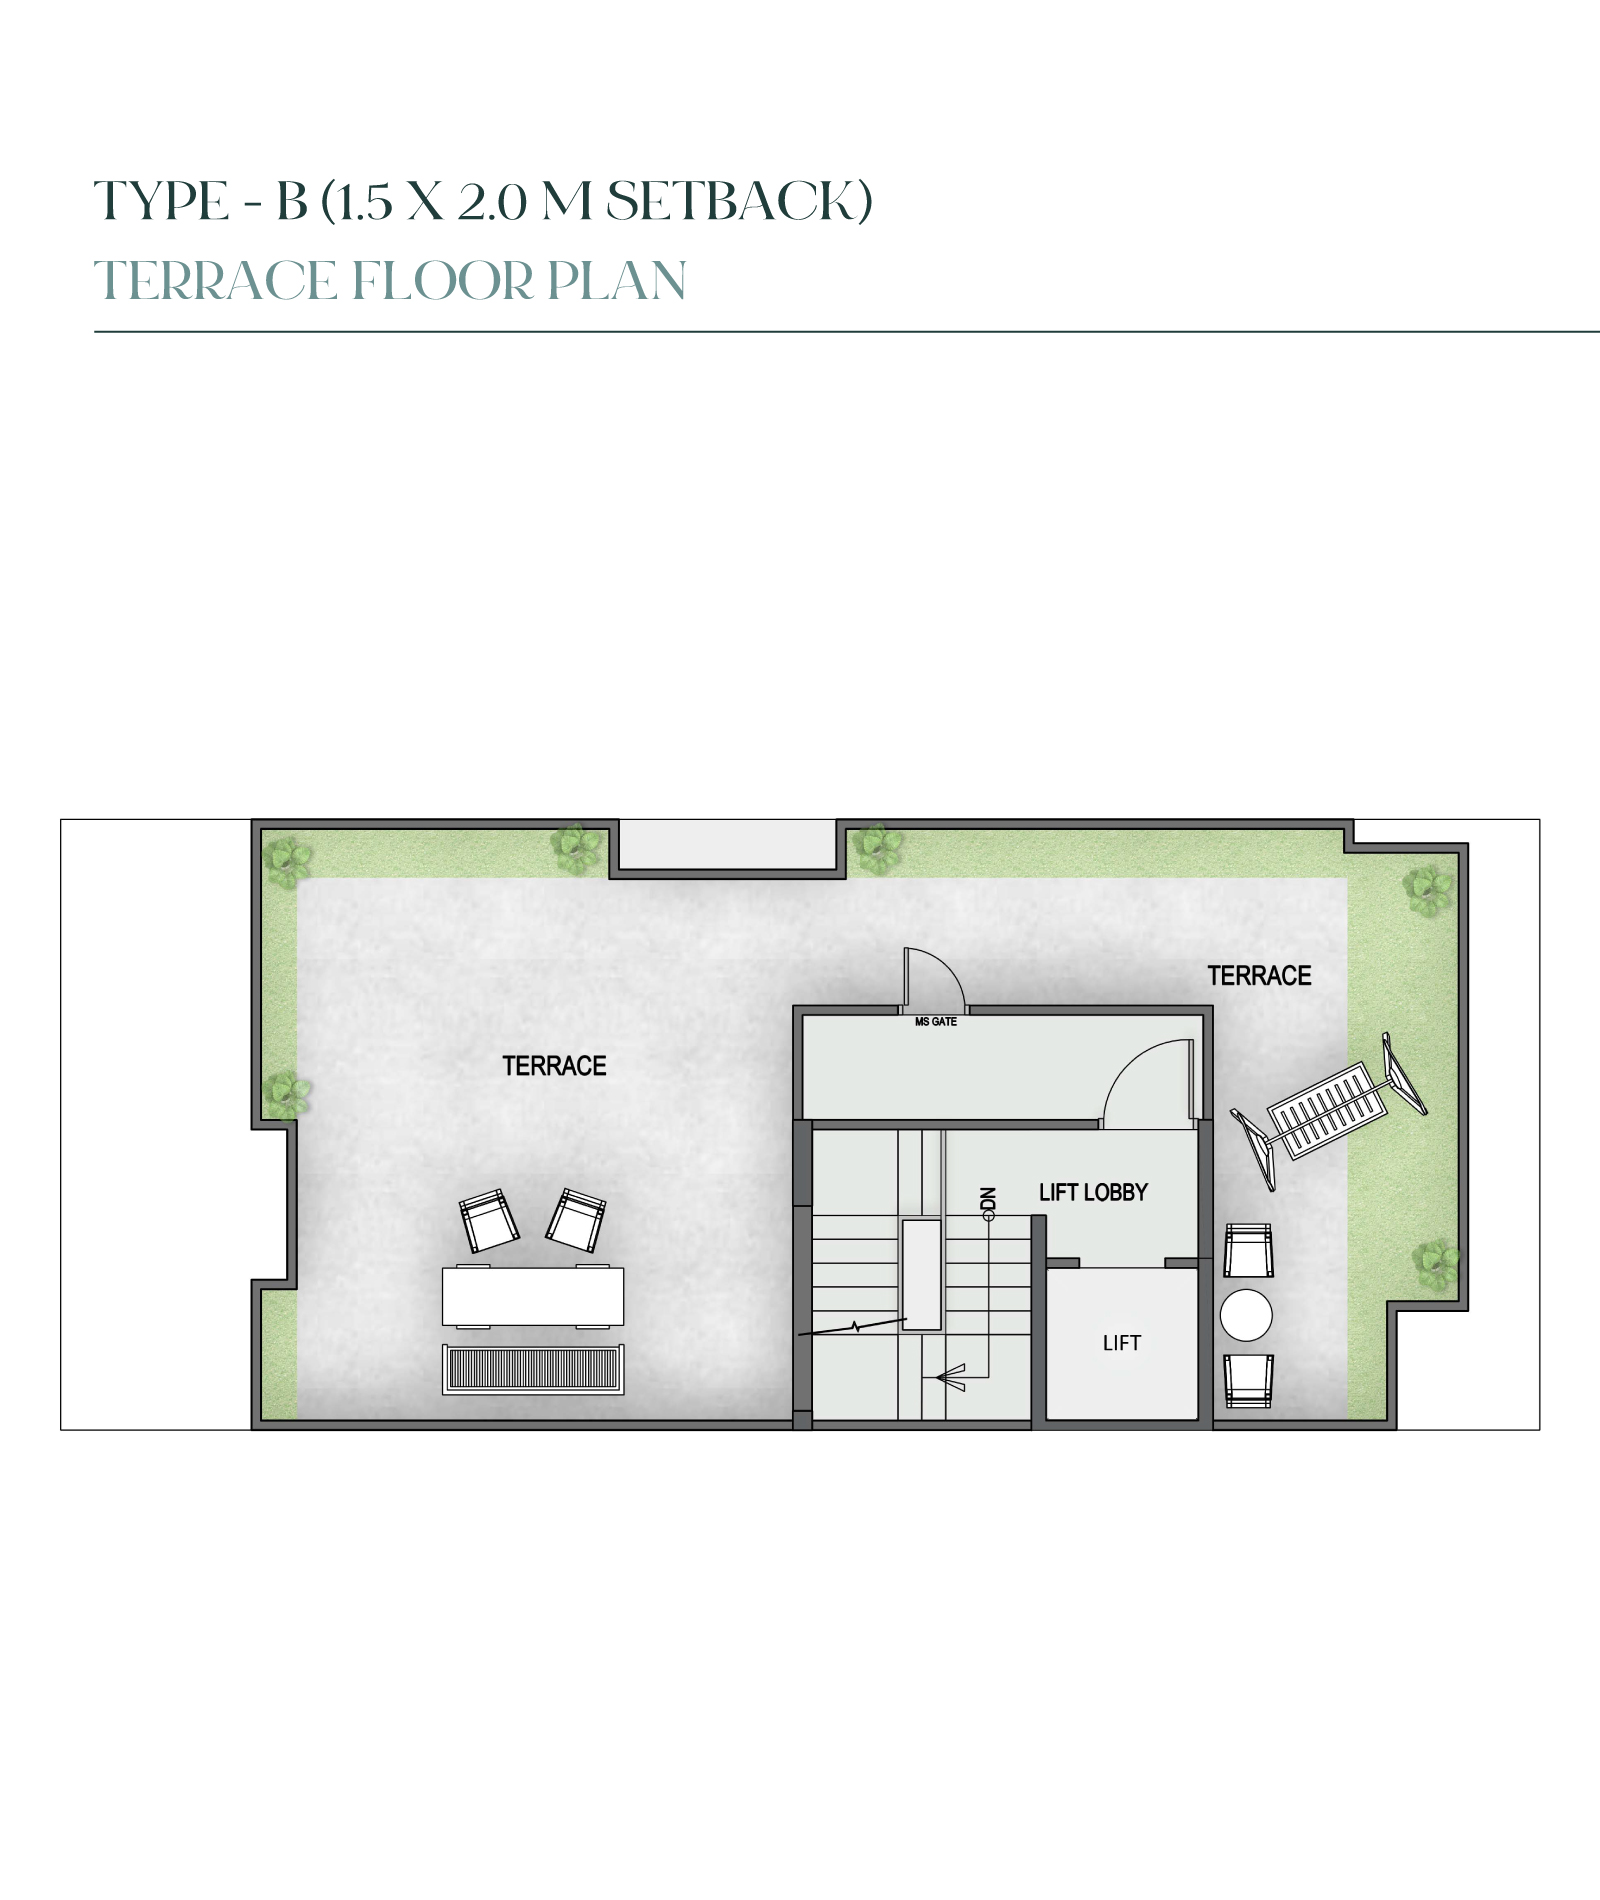 TYPE - B (1.5 X 2.0 M SETBACK)
TERRACE FLOOR PLAN
TERRACE
MS GATE
TERRACE
DN
LIFT LOBBY
LIFT